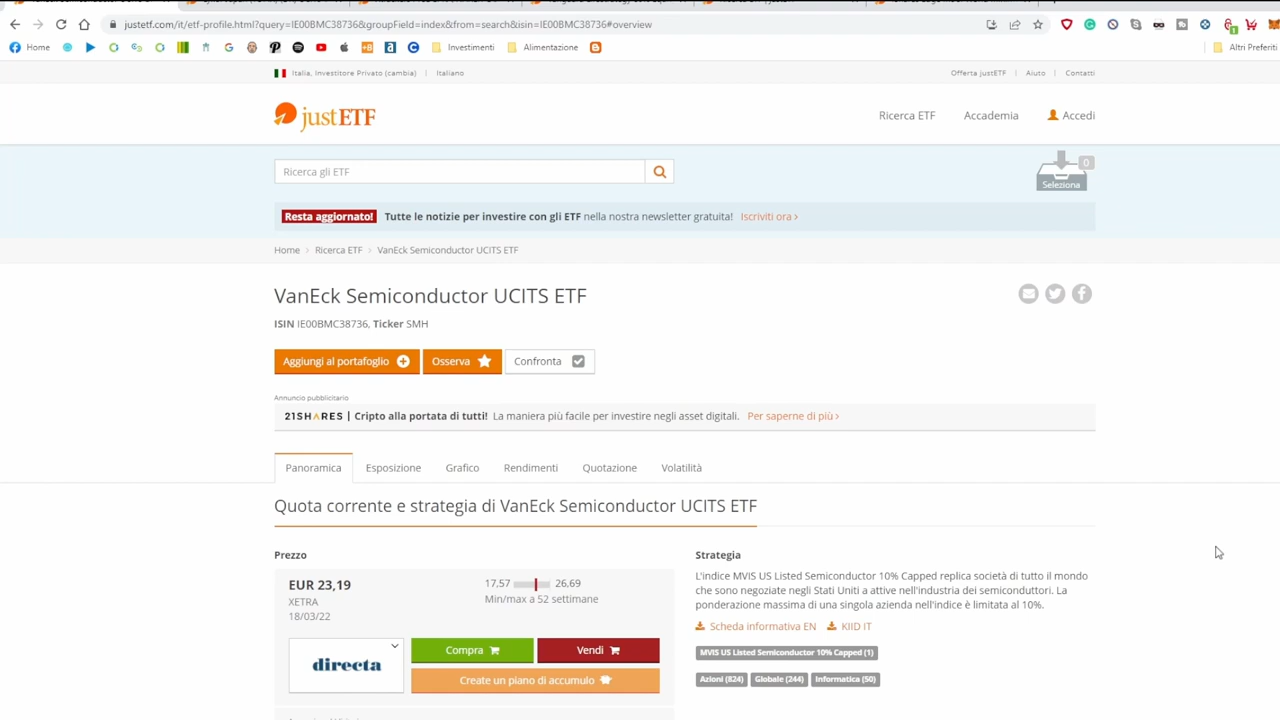 justetf.com/it/etf-profile.html?query=IE00BMC38736&groupField=index&from=search&isin=IE00BMC38736#overview
Home
Investimenti
Alimentazione
Altri Preferiti
Italia, Investitore Privato (cambia) | Italiano
Offerta justETF | Aiuto | Contatti
justETF
Ricerca ETF Accademia Accedi
Ricerca gli ETF
0
Seleziona
Resta aggiornato! Tutte le notizie per investire con gli ETF nella nostra newsletter gratuita! Iscriviti ora >
Home > Ricerca ETF > VanEck Semiconductor UCITS ETF
VanEck Semiconductor UCITS ETF
ISIN IE00BMC38736, Ticker SMH
Aggiungi al portafoglio Osserva Confronta
Annuncio pubblicitario
21SHARES | Cripto alla portata di tutti! La maniera più facile per investire negli asset digitali. Per saperne di più >
Panoramica Esposizione Grafico Rendimenti Quotazione Volatilità
Quota corrente e strategia di VanEck Semiconductor UCITS ETF
Prezzo
EUR 23,19
XETRA
18/03/22
17,57 26,69
Min/max a 52 settimane
directa
Compra
Vendi
Create un piano di accumulo
Strategia
L'indice MVIS US Listed Semiconductor 10% Capped replica società di tutto il mondo
che sono negoziate negli Stati Uniti a attive nell'industria dei semiconduttori. La
ponderazione massima di una singola azienda nell'indice è limitata al 10%.
Scheda informativa EN KIID IT
MVIS US Listed Semiconductor 10% Capped (1)
Azioni (824) Globale (244) Informatica (50)